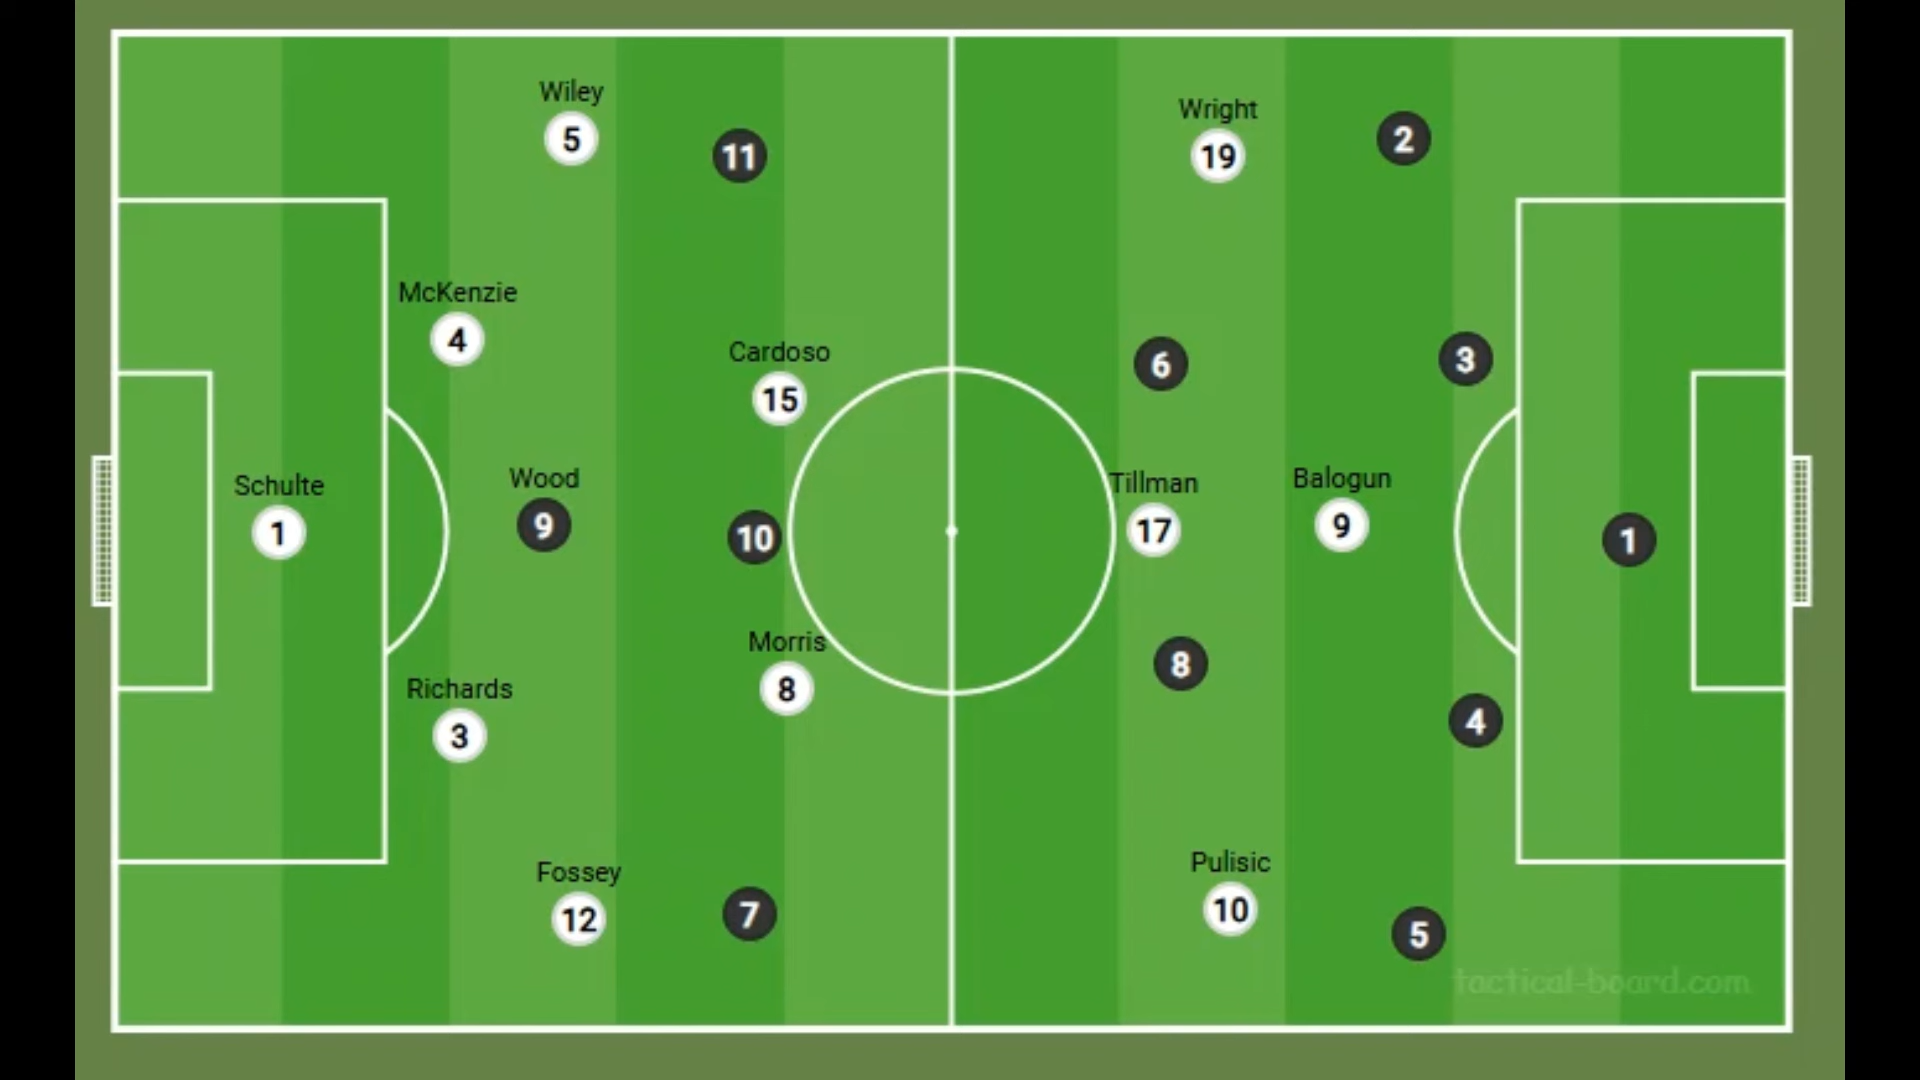 Wiley
5
11
Wright
19
2
McKenzie
4
Cardoso
15
6
3
Schulte
1
Wood
9
10
Tillman
17
Balogun
9
1
Morris
8
8
Richards
3
4
Fossey
12
7
Pulisic
10
5
tactical-board.com